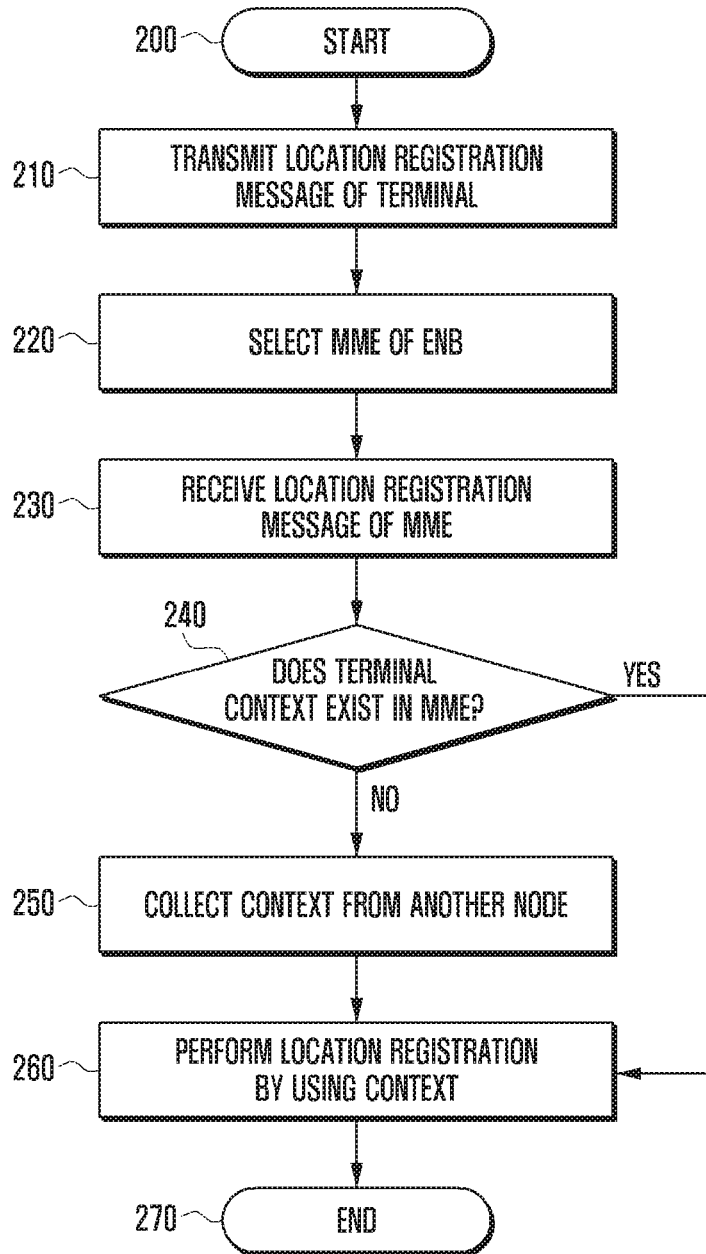 200
START
210
TRANSMIT LOCATION REGISTRATION
MESSAGE OF TERMINAL
220
SELECT MME OF ENB
230
RECEIVE LOCATION REGISTRATION
MESSAGE OF MME
240
DOES TERMINAL
CONTEXT EXIST IN MME?
YES
NO
250
COLLECT CONTEXT FROM ANOTHER NODE
260
PERFORM LOCATION REGISTRATION
BY USING CONTEXT
270
END